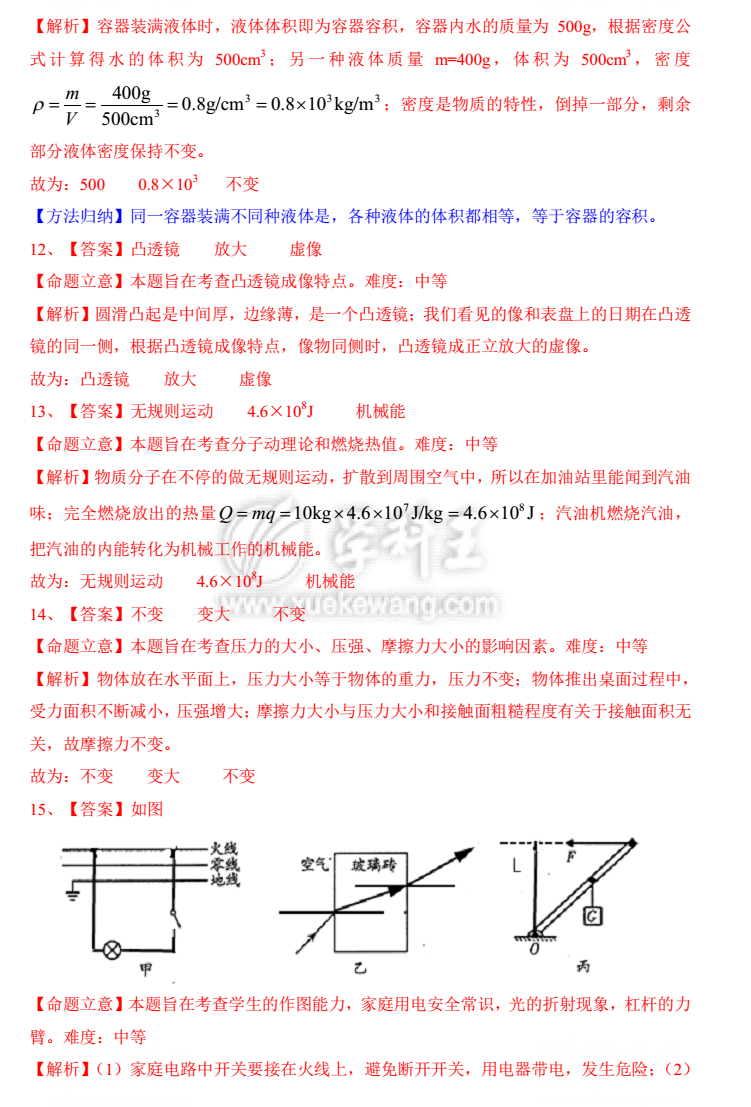 【解析】容器装满液体时，液体体积即为容器容积，容器内水的质量为 500g，根据密度公
式计算得水的体积为 500cm³；另一种液体质量 m=400g，体积为 500cm³，密度
ρ = m/V = 400g/500cm³ = 0.8g/cm³ = 0.8×10³kg/m³；密度是物质的特性，倒掉一部分，剩余
部分液体密度保持不变。
故为：500 0.8×10³ 不变
【方法归纳】同一容器装满不同种液体是，各种液体的体积都相等，等于容器的容积。
12、【答案】凸透镜 放大 虚像
【命题立意】本题旨在考查凸透镜成像特点。难度：中等
【解析】圆滑凸起是中间厚，边缘薄，是一个凸透镜；我们看见的像和表盘上的日期在凸透
镜的同一侧，根据凸透镜成像特点，像物同侧时，凸透镜成正立放大的虚像。
故为：凸透镜 放大 虚像
13、【答案】无规则运动 4.6×10⁸J 机械能
【命题立意】本题旨在考查分子动理论和燃烧热值。难度：中等
【解析】物质分子在不停的做无规则运动，扩散到周围空气中，所以在加油站里能闻到汽油
味；完全燃烧放出的热量Q = mq = 10kg×4.6×10⁷J/kg = 4.6×10⁸J；汽油机燃烧汽油，
把汽油的内能转化为机械工作的机械能。
故为：无规则运动 4.6×10⁸J 机械能
14、【答案】不变 变大 不变
【命题立意】本题旨在考查压力的大小、压强、摩擦力大小的影响因素。难度：中等
【解析】物体放在水平面上，压力大小等于物体的重力，压力不变；物体推出桌面过程中，
受力面积不断减小，压强增大；摩擦力大小与压力大小和接触面粗糙程度有关于接触面积无
关，故摩擦力不变。
故为：不变 变大 不变
15、【答案】如图
火线
零线
地线
甲
空气 玻璃砖
乙
L F
G
O
丙
【命题立意】本题旨在考查学生的作图能力，家庭用电安全常识，光的折射现象，杠杆的力
臂。难度：中等
【解析】（1）家庭电路中开关要接在火线上，避免断开开关，用电器带电，发生危险；（2）
学科王
www.xuekewang.com